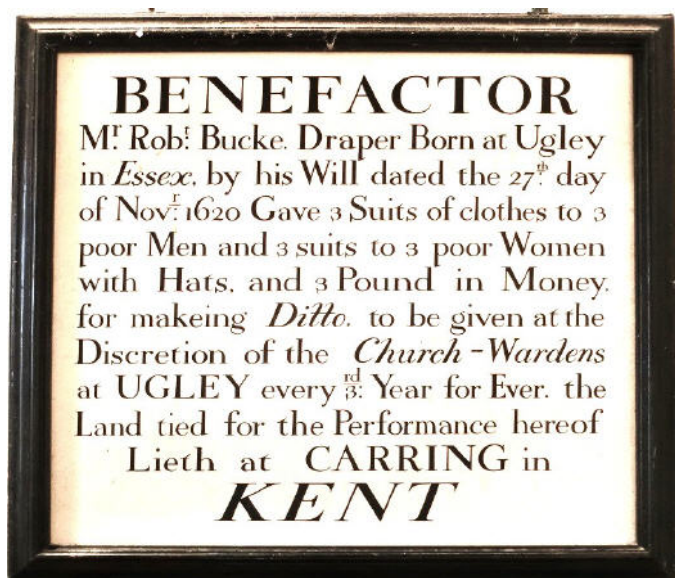 BENEFACTOR
Mr. Robt. Bucke. Draper Born at Ugley
in Essex. by his Will dated the 27th. day
of Novr. 1620 Gave 3 Suits of clothes to 3
poor Men and 3 suits to 3 poor Women
with Hats. and 3 Pound in Money.
for makeing Ditto. to be given at the
Discretion of the Church-Wardens
at UGLEY every 3rd. Year for Ever. the
Land tied for the Performance hereof
Lieth at CARRING in
KENT